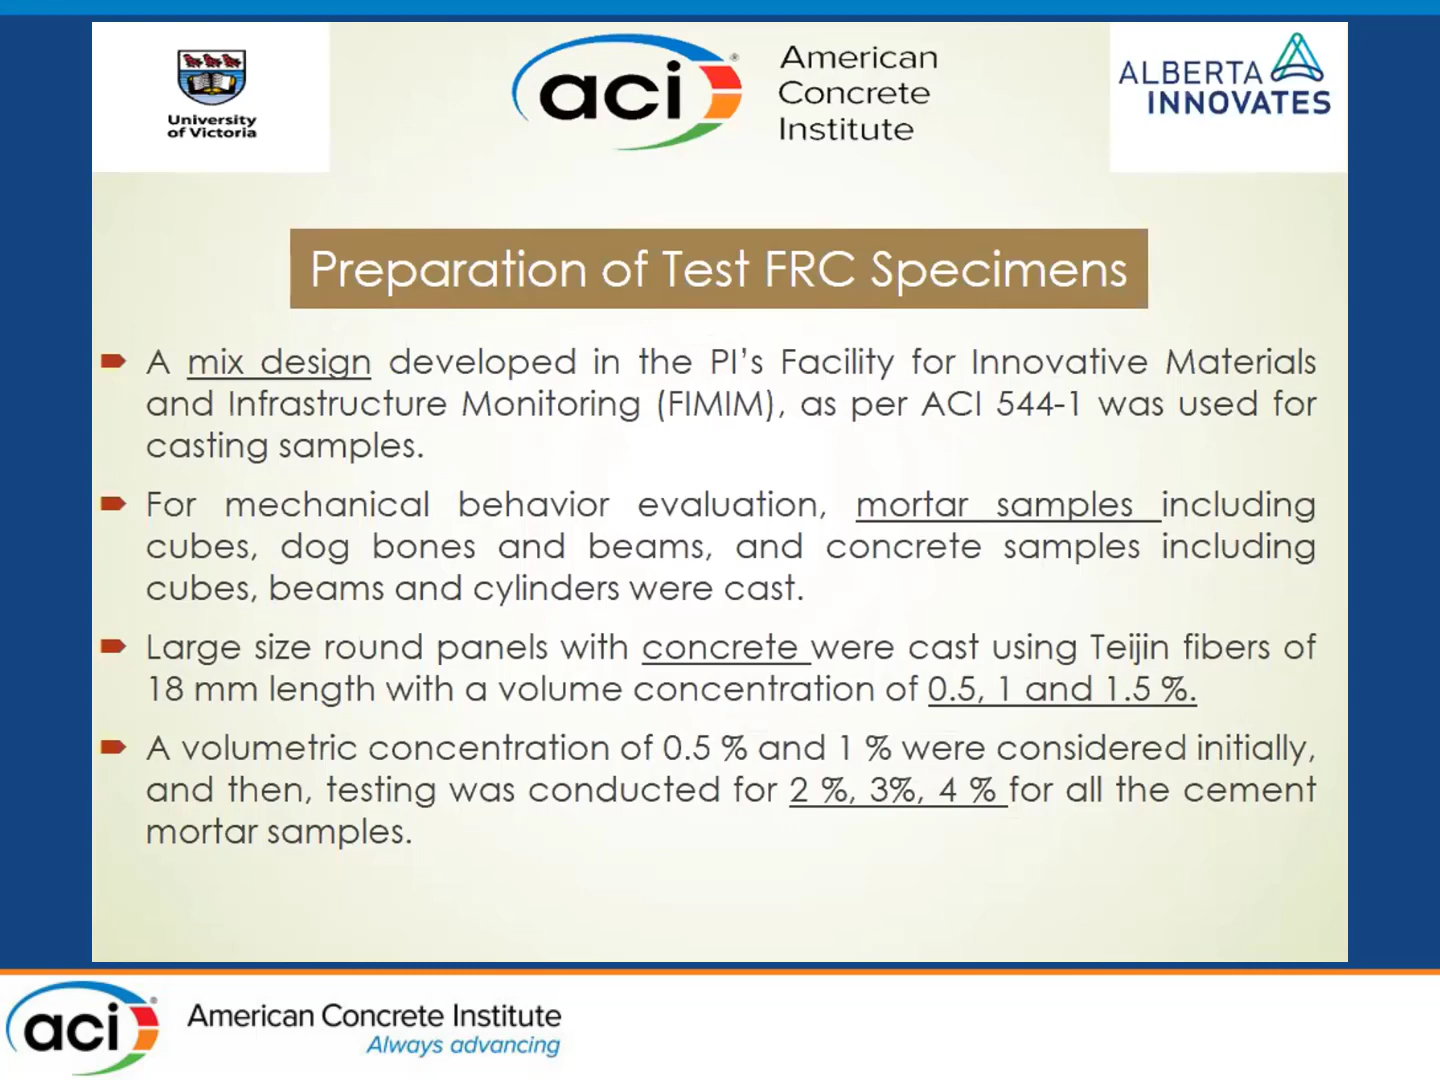 University
of Victoria
aci®
American
Concrete
Institute
ALBERTA
INNOVATES
Preparation of Test FRC Specimens
A mix design developed in the PI's Facility for Innovative Materials
and Infrastructure Monitoring (FIMIM), as per ACI 544-1 was used for
casting samples.
For mechanical behavior evaluation, mortar samples including
cubes, dog bones and beams, and concrete samples including
cubes, beams and cylinders were cast.
Large size round panels with concrete were cast using Teijin fibers of
18 mm length with a volume concentration of 0.5, 1 and 1.5 %.
A volumetric concentration of 0.5 % and 1 % were considered initially,
and then, testing was conducted for 2 %, 3%, 4 % for all the cement
mortar samples.
aci®
American Concrete Institute
Always advancing